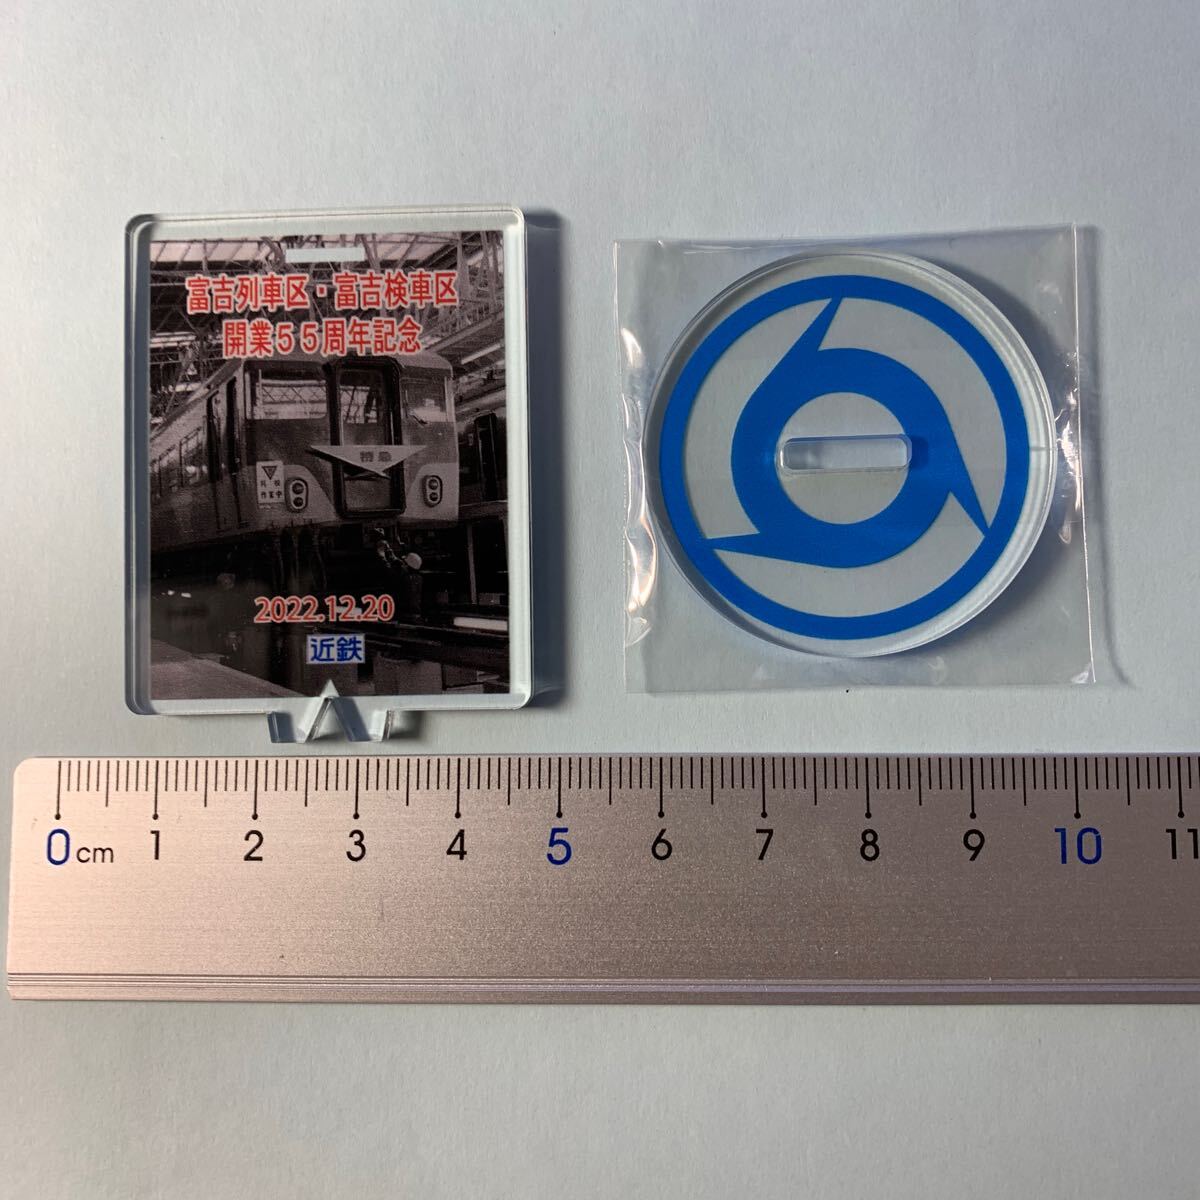 富吉列車区・富吉検車区
開業５５周年記念
特急
2022.12.20
近鉄
0cm 1 2 3 4 5 6 7 8 9 10 11